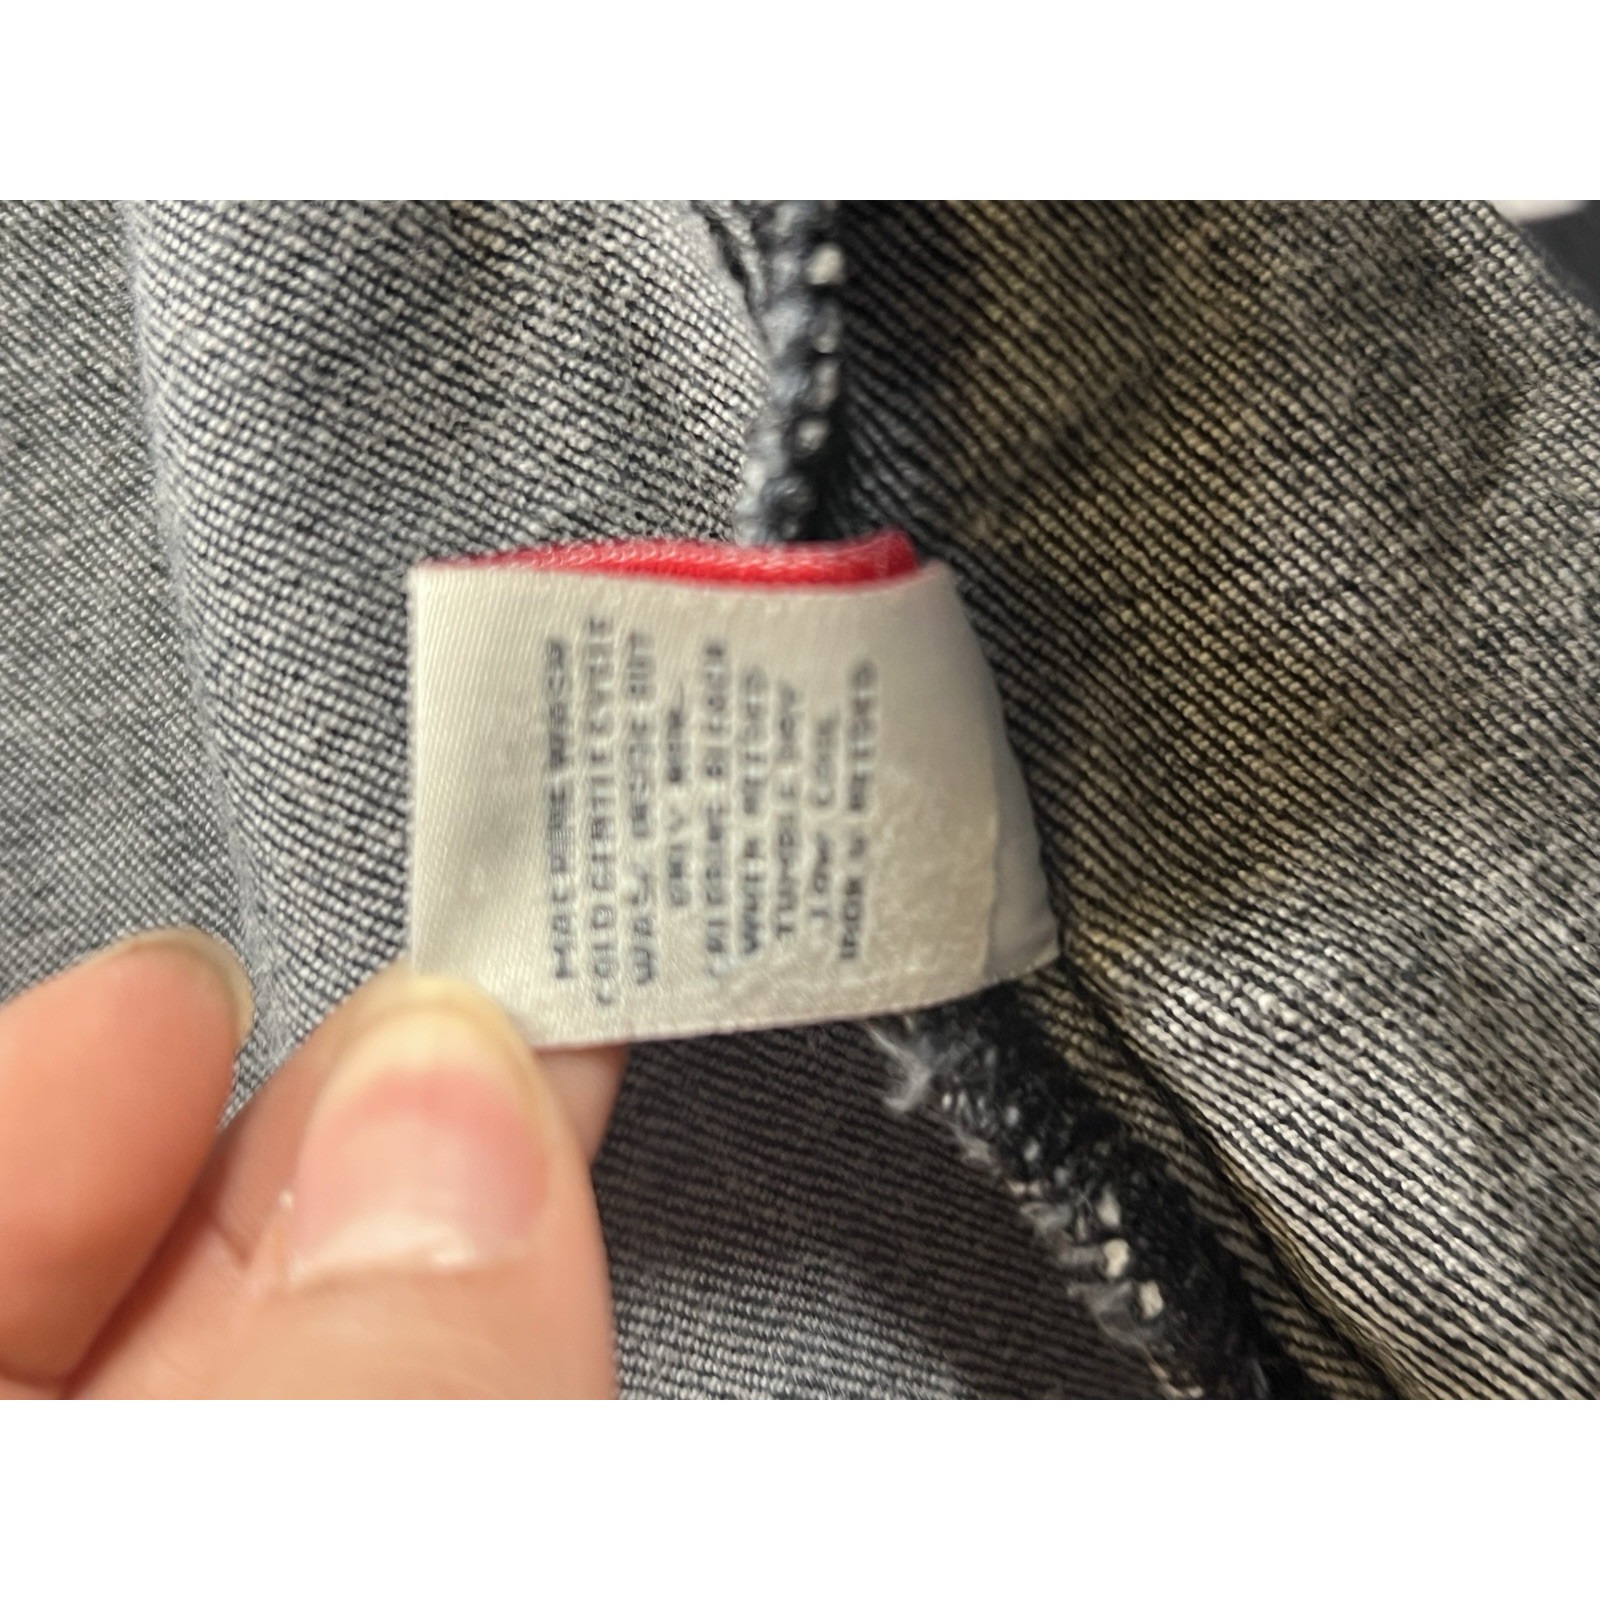 MACHINE WASH
COLD GENTLE CYCLE
WASH INSIDE OUT
ONLY NON-
CHLORINE BLEACH
WHEN NEEDED
TUMBLE DRY
LOW COOL
IRON IF NEEDED